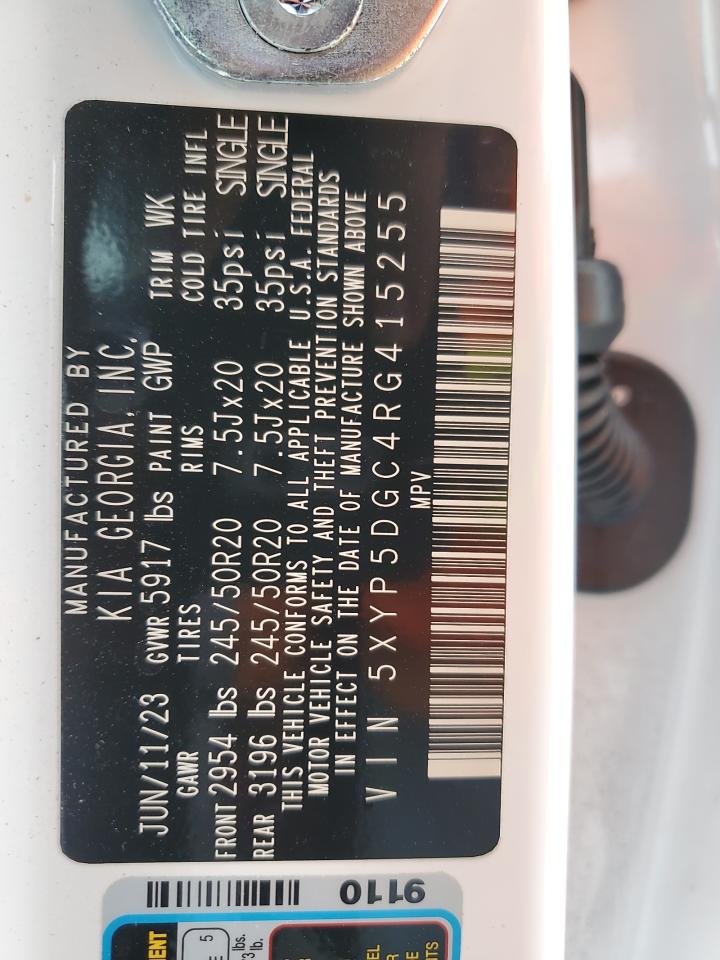 MANUFACTURED BY
KIA GEORGIA, INC.
JUN/11/23 GVWR 5917 lbs PAINT GWP TRIM WK
GAWR TIRES RIMS COLD TIRE INFL
FRONT 2954 lbs 245/50R20 7.5Jx20 35psi SINGLE
REAR 3196 lbs 245/50R20 7.5Jx20 35psi SINGLE
THIS VEHICLE CONFORMS TO ALL APPLICABLE U.S.A. FEDERAL
MOTOR VEHICLE SAFETY AND THEFT PREVENTION STANDARDS
IN EFFECT ON THE DATE OF MANUFACTURE SHOWN ABOVE
VIN 5XYP5DGC4RG415255
MPV
9110
5
lbs.
lb.